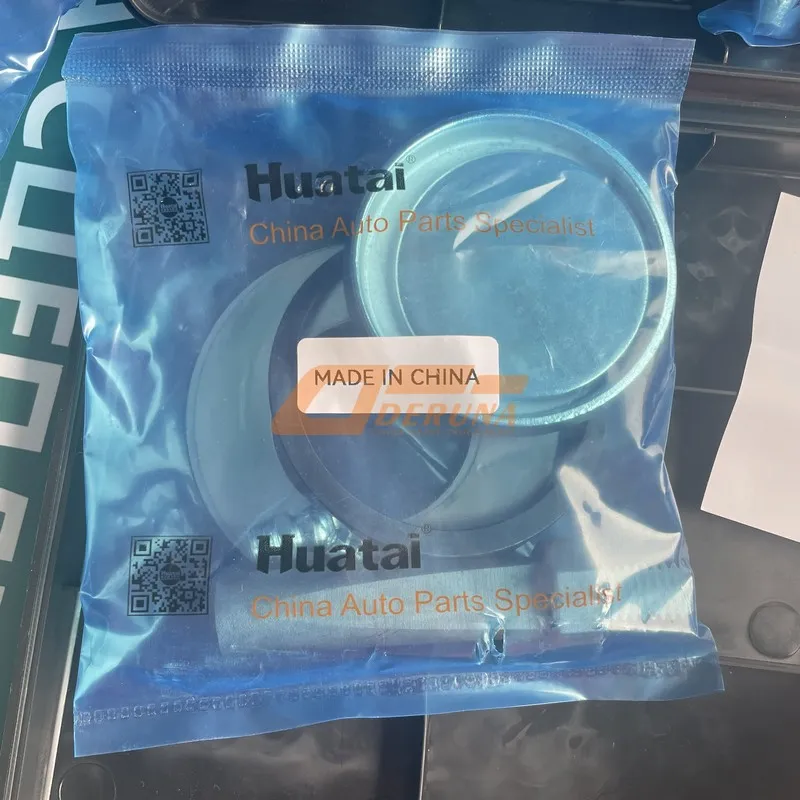 Huatai®
China Auto Parts Specialist
MADE IN CHINA
DERUNA
Huatai®
China Auto Parts Specialist